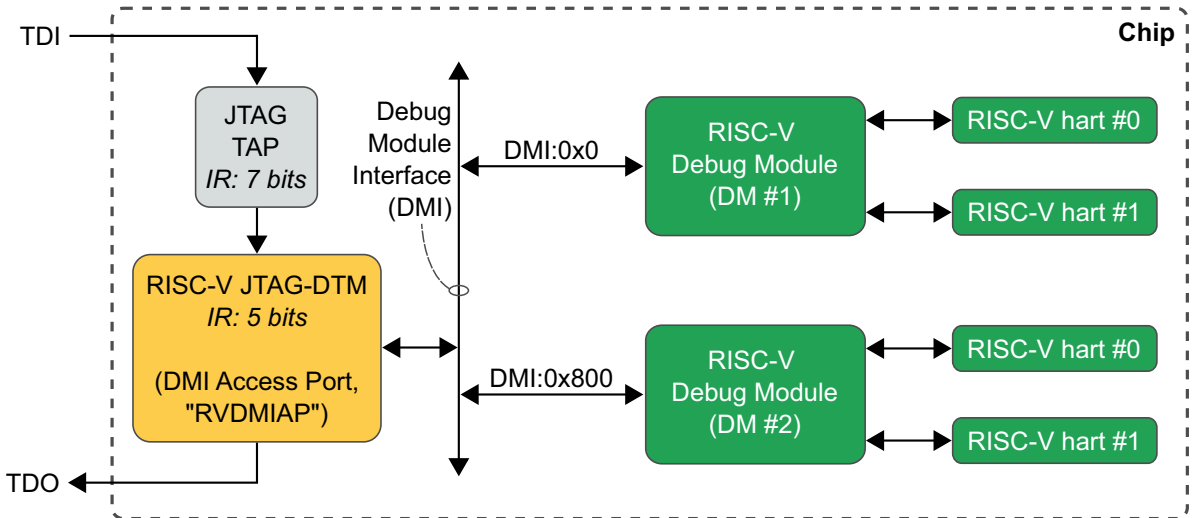 Chip
TDI
JTAG
TAP
IR: 7 bits
RISC-V JTAG-DTM
IR: 5 bits
(DMI Access Port,
"RVDMIAP")
TDO
Debug
Module
Interface
(DMI)
DMI:0x0
RISC-V
Debug Module
(DM #1)
RISC-V hart #0
RISC-V hart #1
DMI:0x800
RISC-V
Debug Module
(DM #2)
RISC-V hart #0
RISC-V hart #1